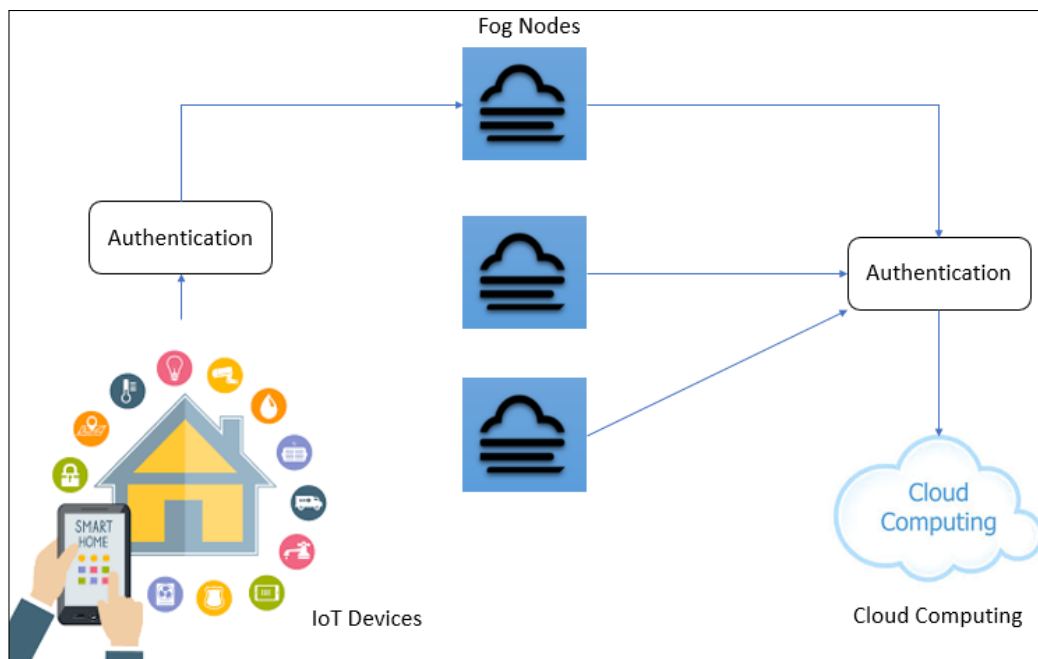 Fog Nodes
Authentication
Authentication
SMART
HOME
Cloud
Computing
IoT Devices
Cloud Computing